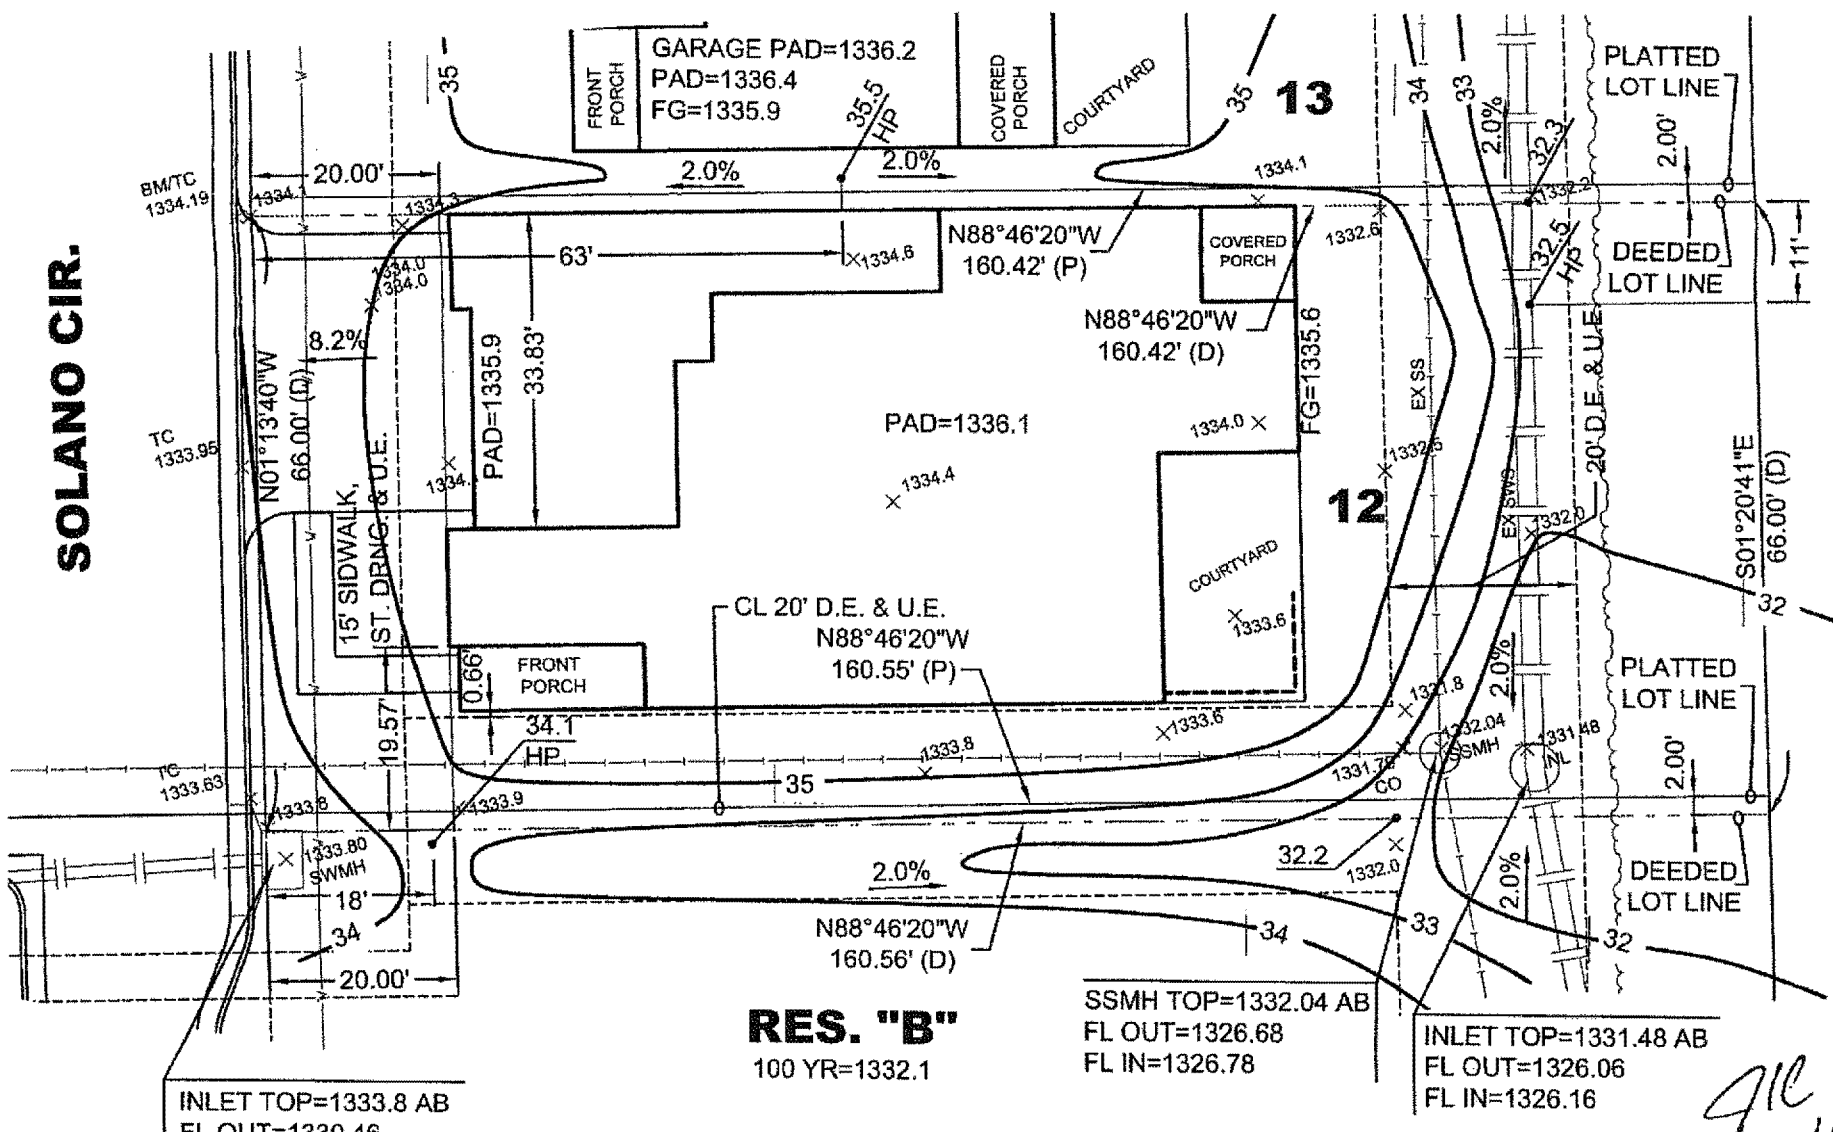 GARAGE PAD=1336.2
PAD=1336.4
FG=1335.9
FRONT
PORCH
COVERED
PORCH
COURTYARD
35
35.5
HP
35
13
34
33
2.0%
32.3
PLATTED
LOT LINE
2.00'
BM/TC
1334.19
20.00'
2.0%
2.0%
1334.1
1334.3
1332.2
1332.6
N88°46'20"W
160.42' (P)
COVERED
PORCH
32.5
HP
DEEDED
LOT LINE
11'
63'
1334.6
1334.0
1334.0
SOLANO CIR.
8.2%
N01°13'40"W
66.00' (D)
PAD=1335.9
33.83'
N88°46'20"W
160.42' (D)
FG=1335.6
EX SS
20' D.E. & U.E.
PAD=1336.1
1334.0
TC
1333.95
1334.4
12
1332.5
EX SWS
1332.0
S01°20'41"E
66.00' (D)
15' SIDWALK,
ST. DRNG. & U.E.
COURTYARD
1333.6
32
CL 20' D.E. & U.E.
N88°46'20"W
160.55' (P)
FRONT
PORCH
0.66'
19.57'
34.1
HP
2.0%
PLATTED
LOT LINE
1331.8
1332.04
SSMH
1331.48
INL
1333.6
1333.8
35
CO
2.00'
TC
1333.63
1333.8
1333.9
1333.80
SWMH
18'
2.0%
32.2
1332.0
2.0%
DEEDED
LOT LINE
34
34
33
32
20.00'
N88°46'20"W
160.56' (D)
RES. "B"
100 YR=1332.1
SSMH TOP=1332.04 AB
FL OUT=1326.68
FL IN=1326.78
INLET TOP=1331.48 AB
FL OUT=1326.06
FL IN=1326.16
INLET TOP=1333.8 AB